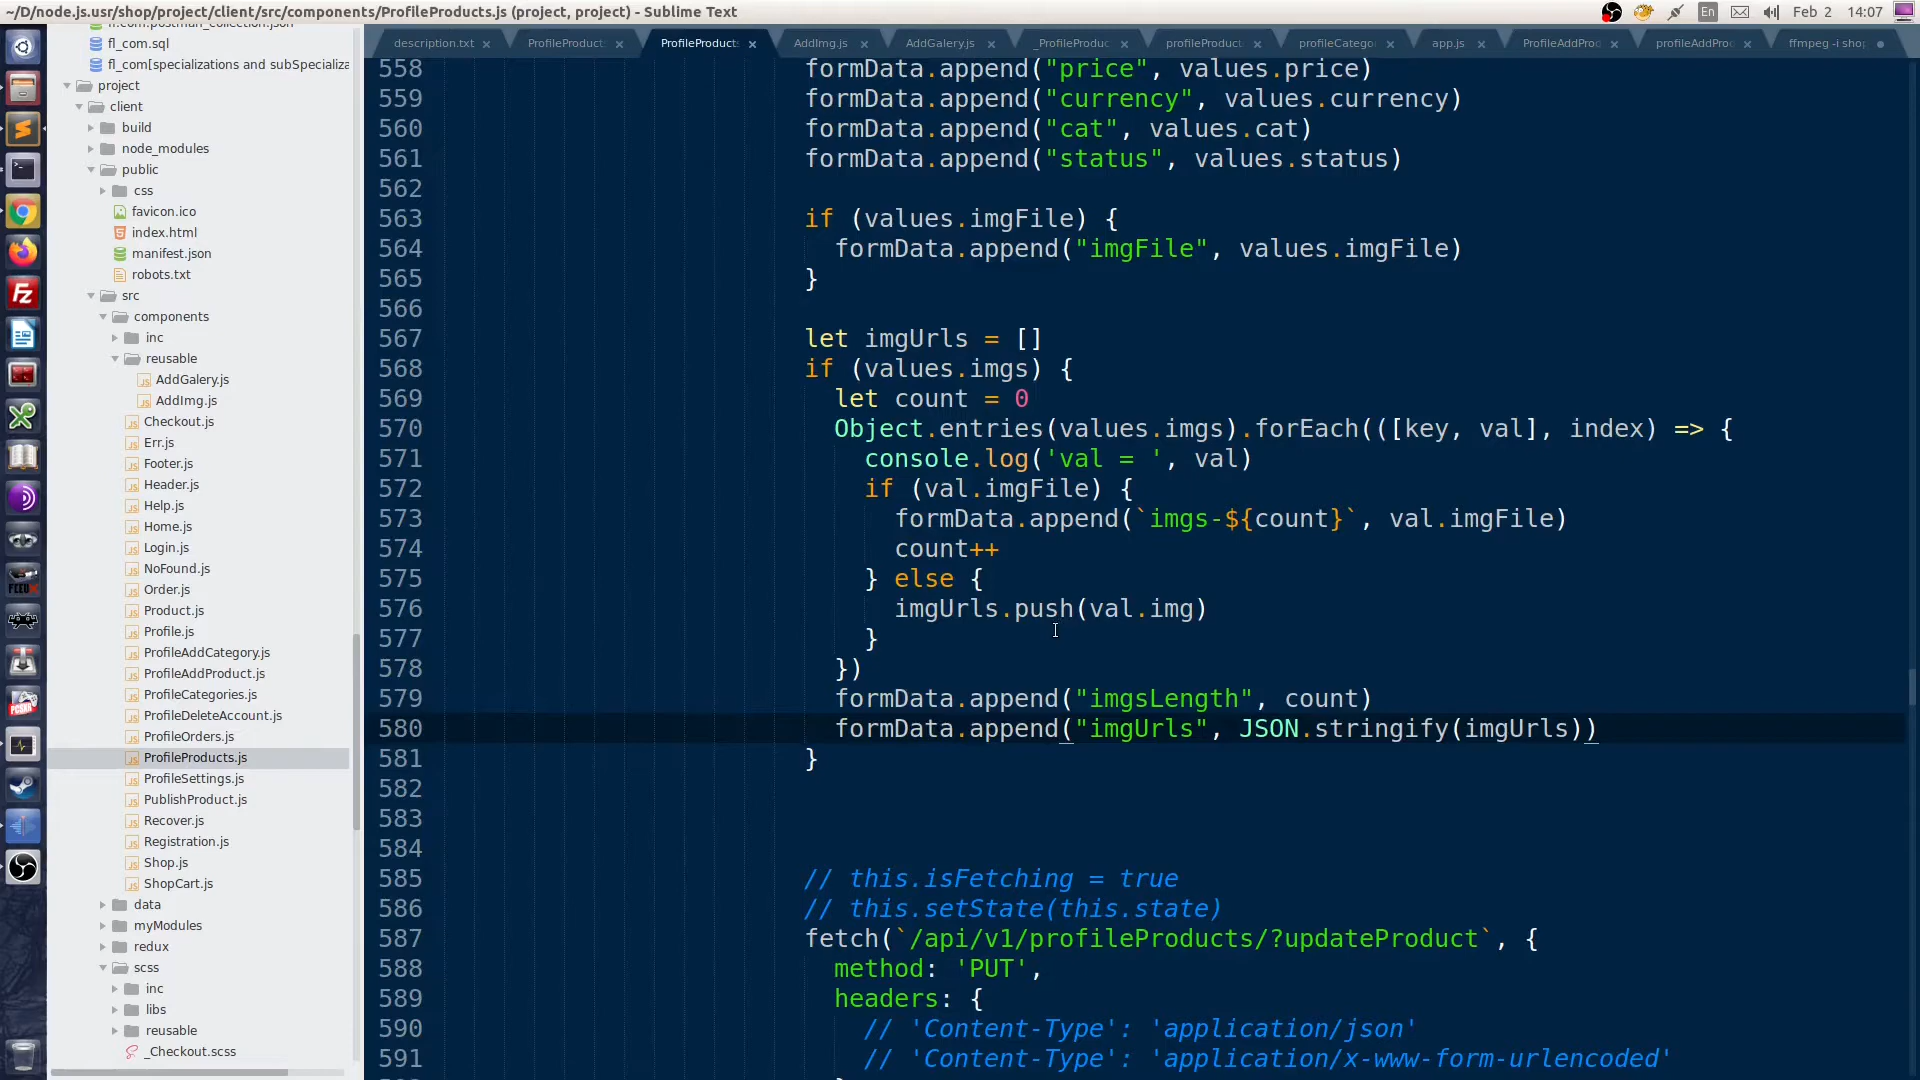 ~/D/node.js.usr/shop/project/client/src/components/ProfileProducts.js (project, project) - Sublime Text
En
Feb 2
14:07
fl_com.sql
fl_com[specializations and subSpecializa
project
client
build
node_modules
public
css
favicon.ico
index.html
manifest.json
robots.txt
src
components
inc
reusable
AddGalery.js
AddImg.js
Checkout.js
Err.js
Footer.js
Header.js
Help.js
Home.js
Login.js
NoFound.js
Order.js
Product.js
Profile.js
ProfileAddCategory.js
ProfileAddProduct.js
ProfileCategories.js
ProfileDeleteAccount.js
ProfileOrders.js
ProfileProducts.js
ProfileSettings.js
PublishProduct.js
Recover.js
Registration.js
Shop.js
ShopCart.js
data
myModules
redux
scss
inc
libs
reusable
_Checkout.scss
description.txt
ProfileProduct
ProfileProducts
AddImg.js
AddGalery.js
_ProfileProduc
profileProduct
profileCatego
app.js
ProfileAddProd
profileAddProd
ffmpeg -i sho
558 formData.append("price", values.price)
559 formData.append("currency", values.currency)
560 formData.append("cat", values.cat)
561 formData.append("status", values.status)
562
563 if (values.imgFile) {
564 formData.append("imgFile", values.imgFile)
565 }
566
567 let imgUrls = []
568 if (values.imgs) {
569 let count = 0
570 Object.entries(values.imgs).forEach(([key, val], index) => {
571 console.log('val = ', val)
572 if (val.imgFile) {
573 formData.append(`imgs-${count}`, val.imgFile)
574 count++
575 } else {
576 imgUrls.push(val.img)
577 }
578 })
579 formData.append("imgsLength", count)
580 formData.append("imgUrls", JSON.stringify(imgUrls))
581 }
582
583
584
585 // this.isFetching = true
586 // this.setState(this.state)
587 fetch(`/api/v1/profileProducts/?updateProduct`, {
588 method: 'PUT',
589 headers: {
590 // 'Content-Type': 'application/json'
591 // 'Content-Type': 'application/x-www-form-urlencoded'